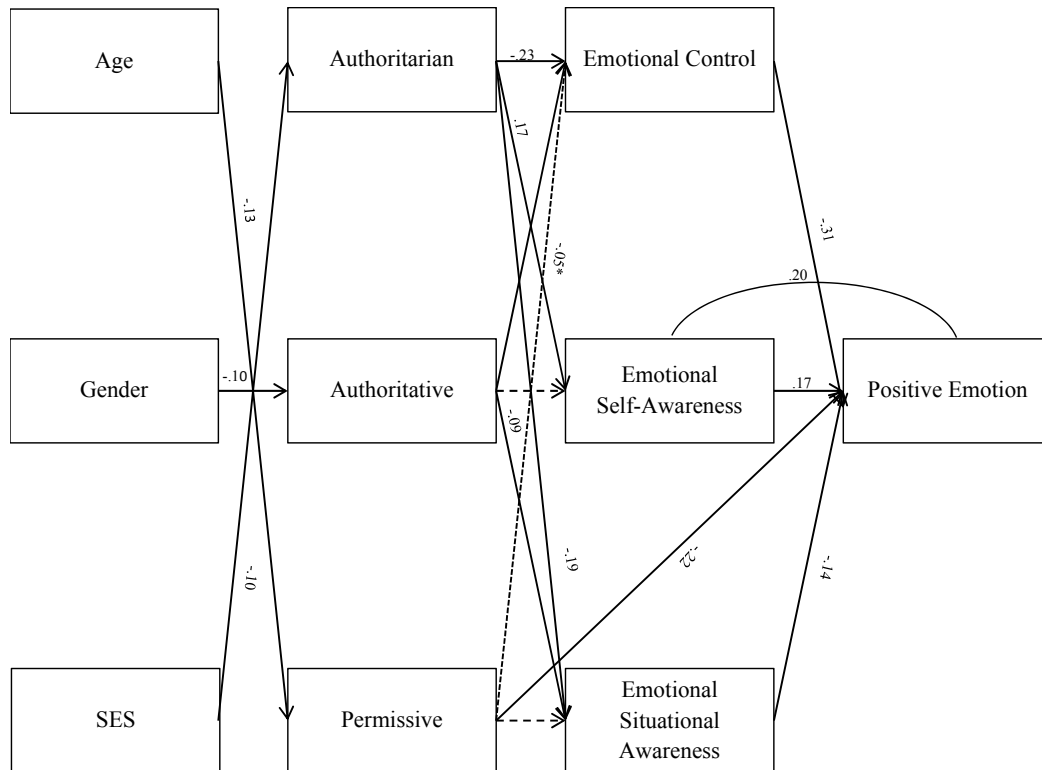 Age
Authoritarian
-.23
Emotional Control
.17
-.13
-.05*
-.31
.20
Gender
-.10
Authoritative
Emotional
Self-Awareness
.17
Positive Emotion
-.09
-.10
-.19
-.22
-.14
SES
Permissive
Emotional
Situational
Awareness